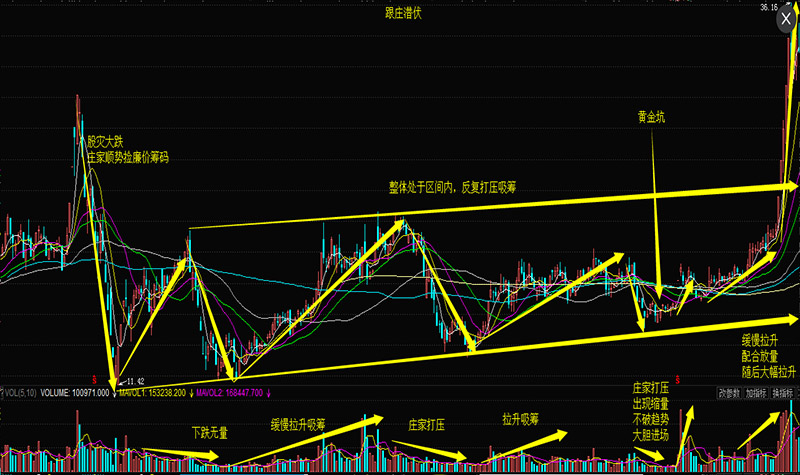 跟庄潜伏
36.16
X
股灾大跌
庄家顺势捡廉价筹码
黄金坑
整体处于区间内，反复打压吸筹
11.42
缓慢拉升
配合放量
随后大幅拉升
VOL(5,10) VOLUME: 100971.000 ↓ MAVOL1: 153238.200 ↓ MAVOL2: 168447.700 ↓
改参数 加指标 换指标
下跌无量
缓慢拉升吸筹
庄家打压
拉升吸筹
庄家打压
出现缩量
不破趋势
大胆进场